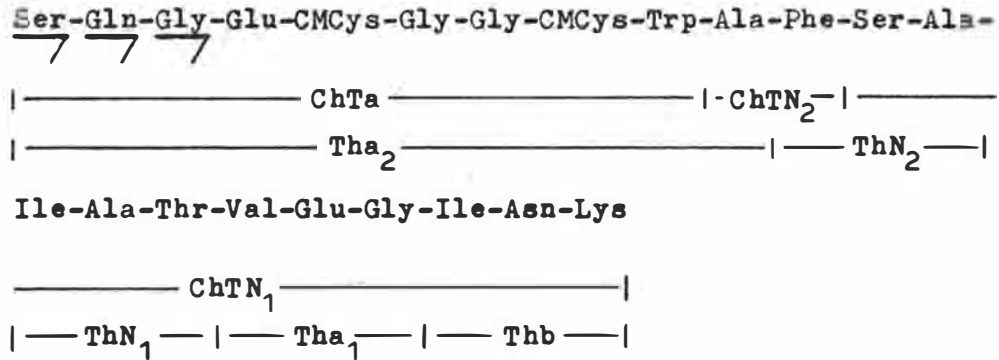 Ser-Gln-Gly-Glu-CMCys-Gly-Gly-CMCys-Trp-Ala-Phe-Ser-Ala-
ChTa ChTN₂
Tha₂ ThN₂
Ile-Ala-Thr-Val-Glu-Gly-Ile-Asn-Lys
ChTN₁
ThN₁ Tha₁ Thb